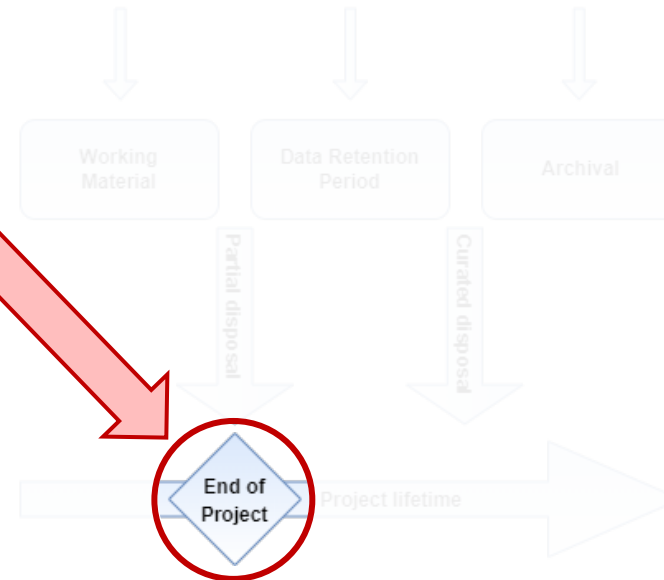 Working
Material
Data Retention
Period
Archival
Partial disposal
Curated disposal
End of
Project
Project lifetime